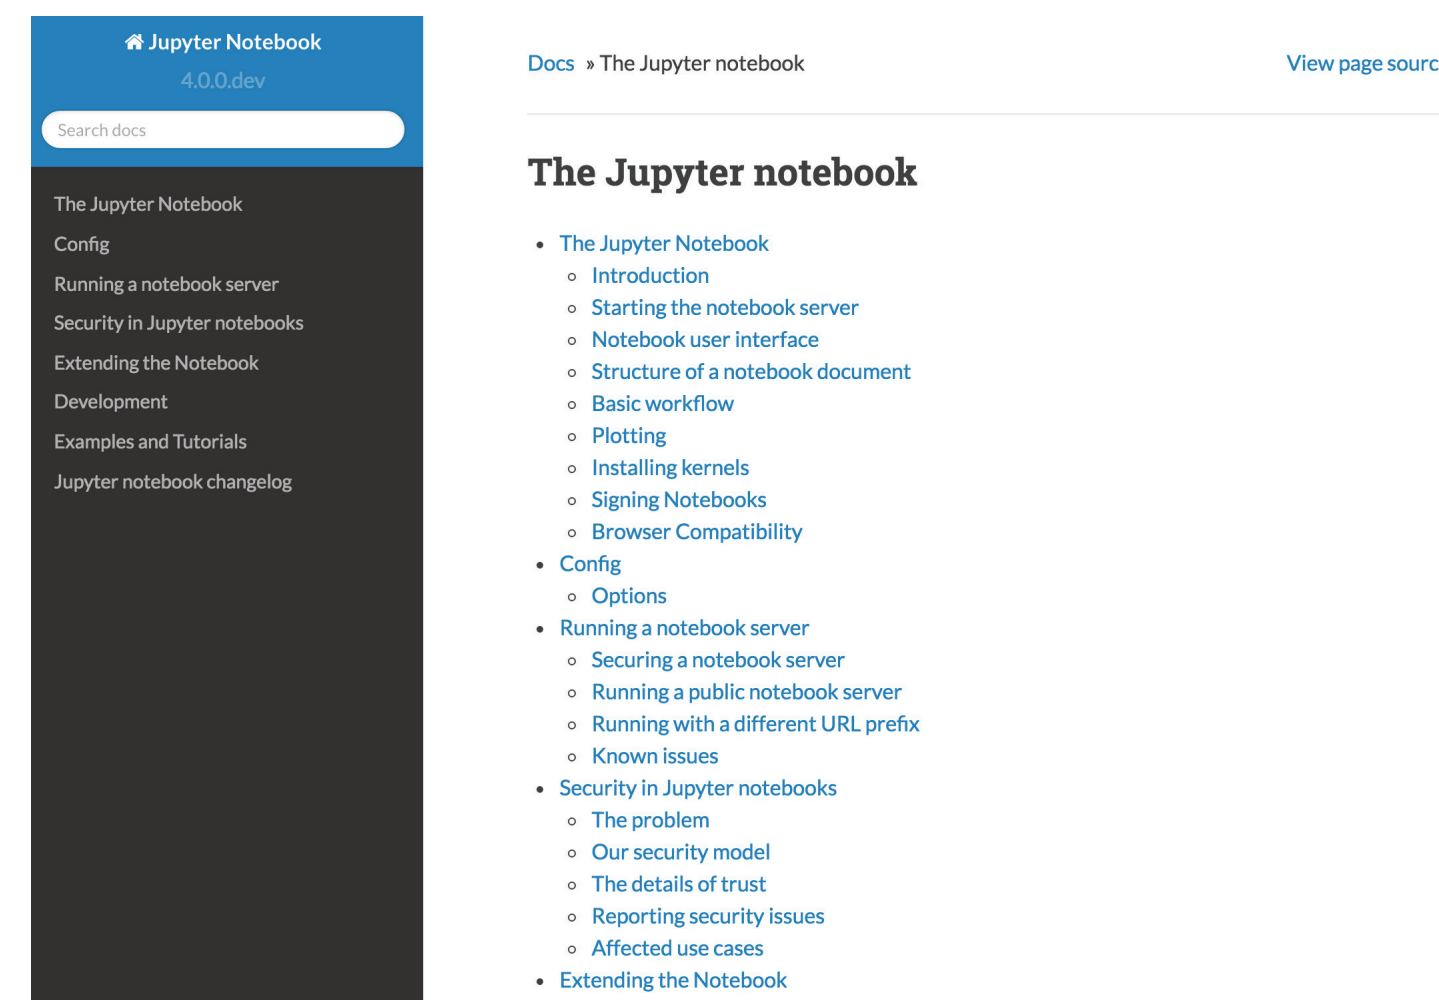 Jupyter Notebook
4.0.0.dev
Search docs
The Jupyter Notebook
Config
Running a notebook server
Security in Jupyter notebooks
Extending the Notebook
Development
Examples and Tutorials
Jupyter notebook changelog
Docs » The Jupyter notebook
View page sourc
The Jupyter notebook
The Jupyter Notebook
Introduction
Starting the notebook server
Notebook user interface
Structure of a notebook document
Basic workflow
Plotting
Installing kernels
Signing Notebooks
Browser Compatibility
Config
Options
Running a notebook server
Securing a notebook server
Running a public notebook server
Running with a different URL prefix
Known issues
Security in Jupyter notebooks
The problem
Our security model
The details of trust
Reporting security issues
Affected use cases
Extending the Notebook